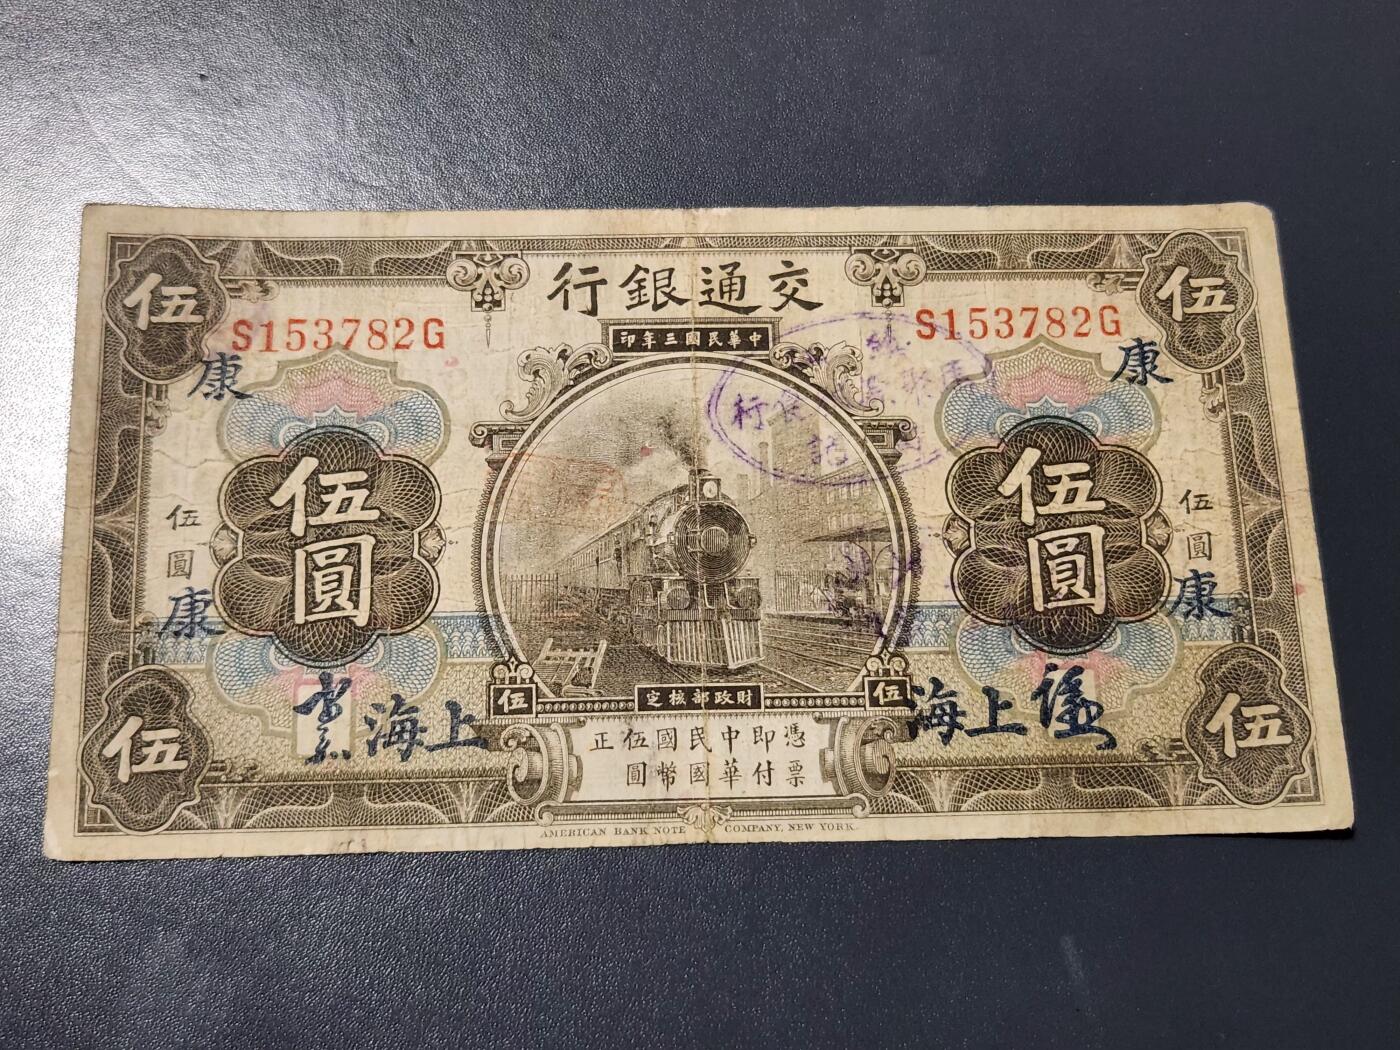 交通銀行
中華民國三年印
S153782G
S153782G
伍
伍
康
康
伍圓
伍圓
伍圓
伍圓
康
康
伍
伍
財政部核定
上海
上海
憑票
即付
中華
民國
國幣
伍圓
正
伍
伍
AMERICAN BANK NOTE COMPANY, NEW YORK.
行